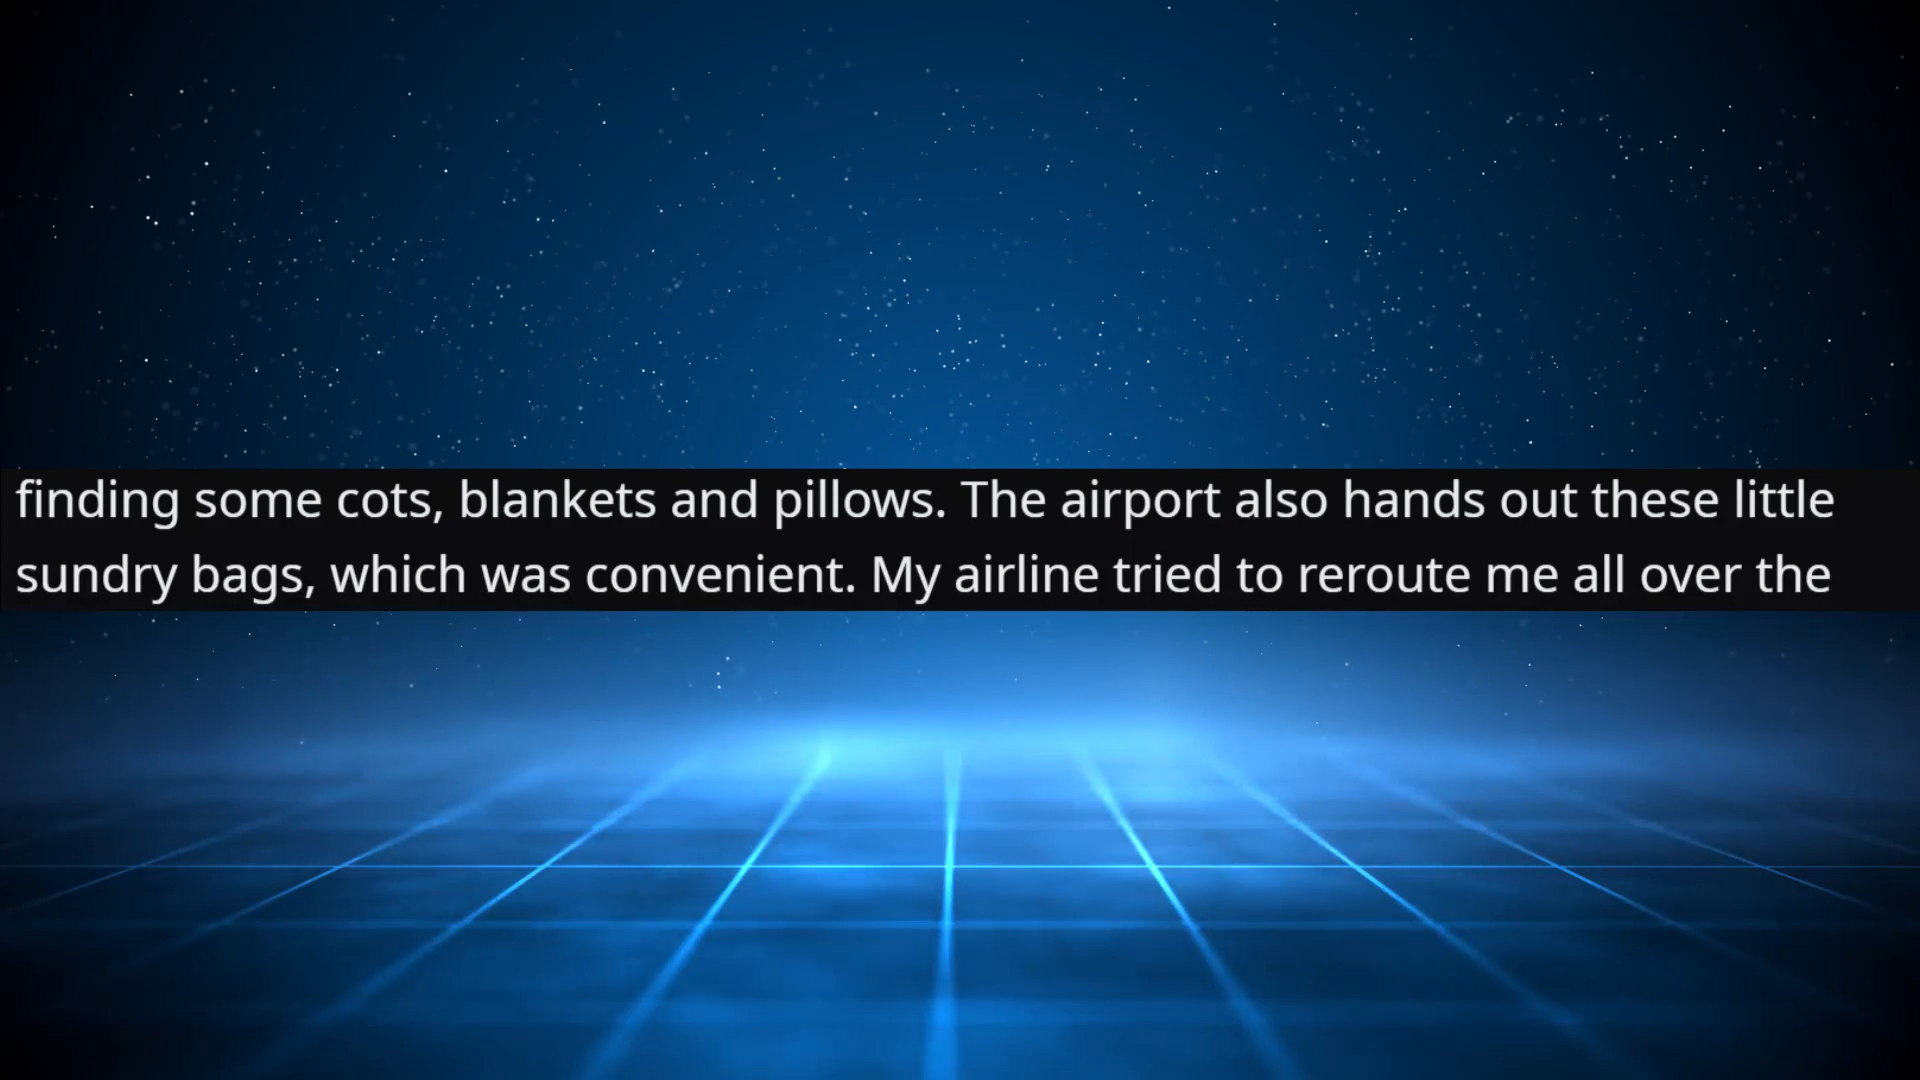 finding some cots, blankets and pillows. The airport also hands out these little
sundry bags, which was convenient. My airline tried to reroute me all over the